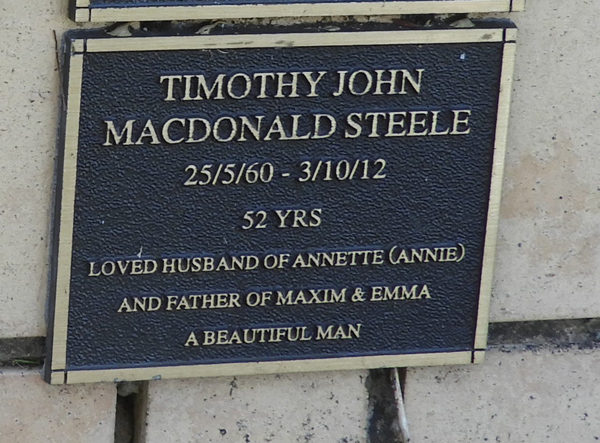 TIMOTHY JOHN
MACDONALD STEELE
25/5/60 - 3/10/12
52 YRS
LOVED HUSBAND OF ANNETTE (ANNIE)
AND FATHER OF MAXIM & EMMA
A BEAUTIFUL MAN